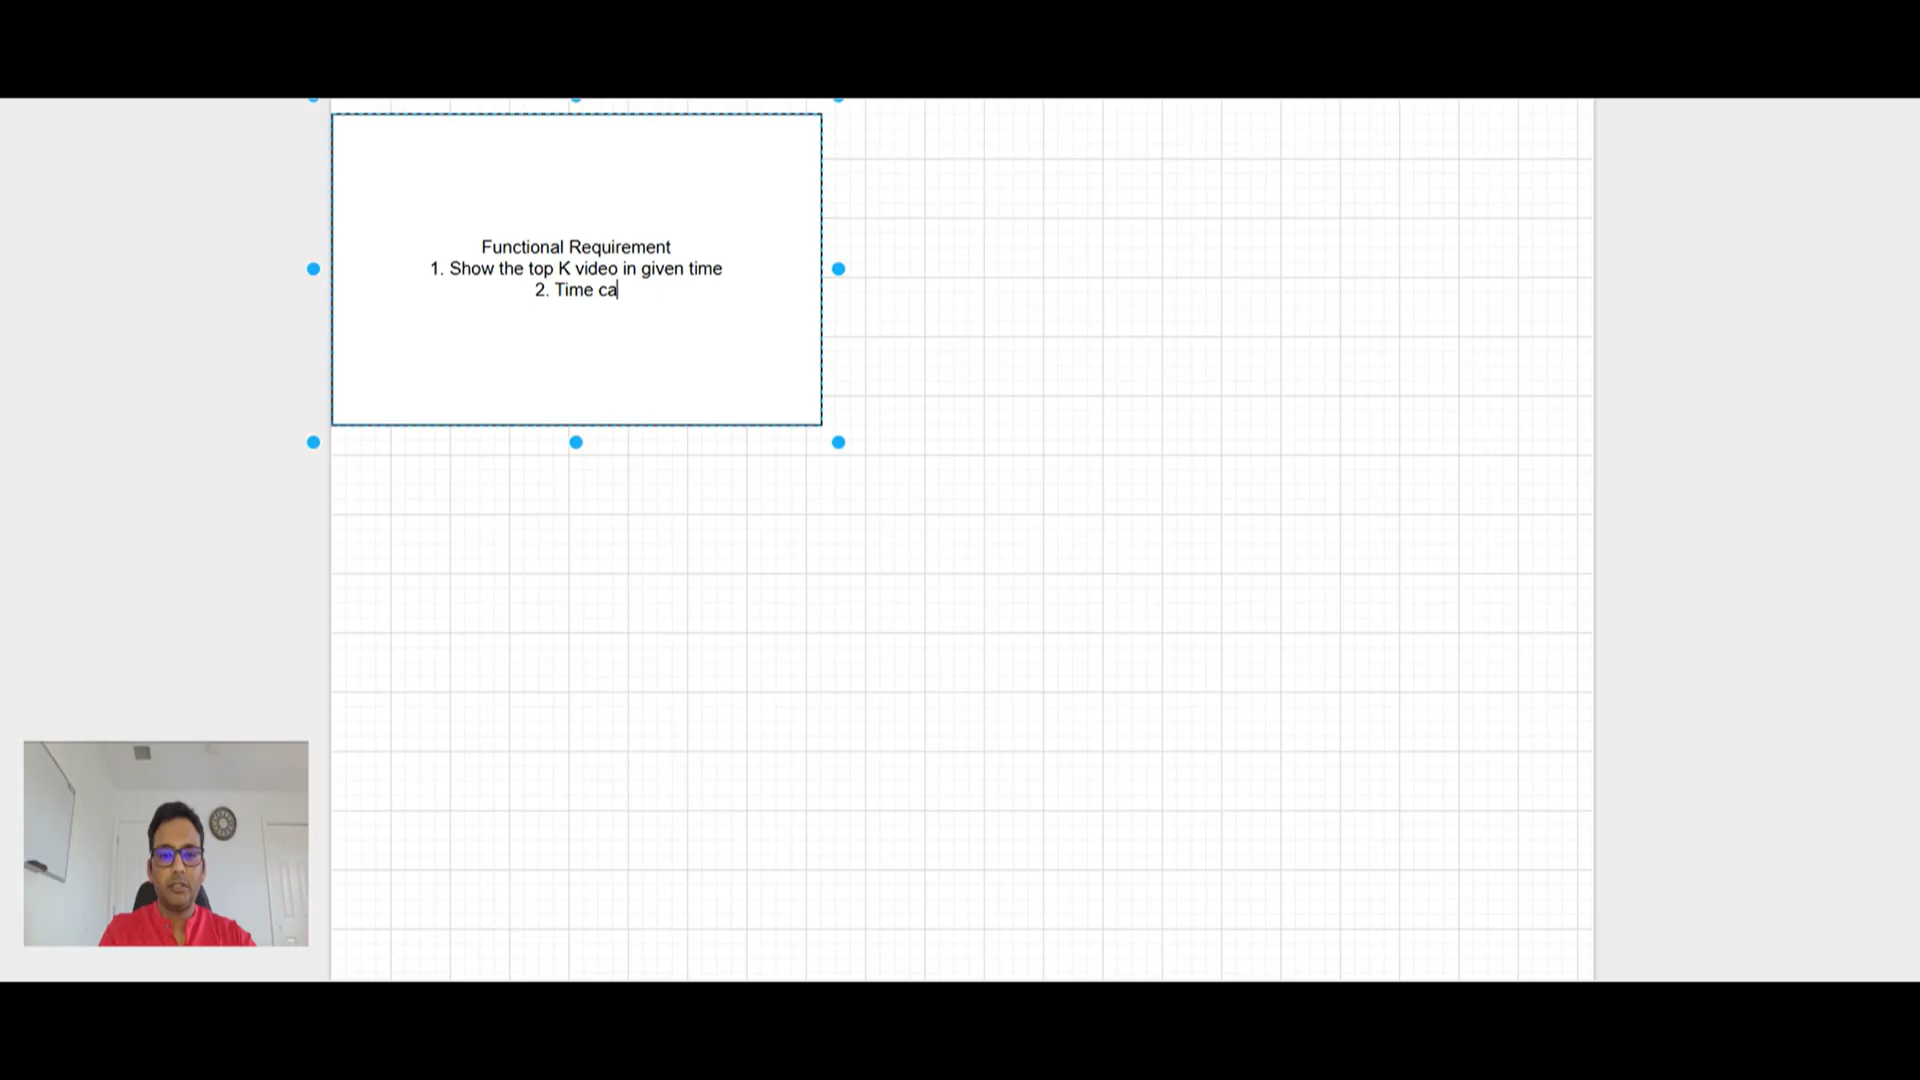 Functional Requirement
1. Show the top K video in given time
2. Time ca